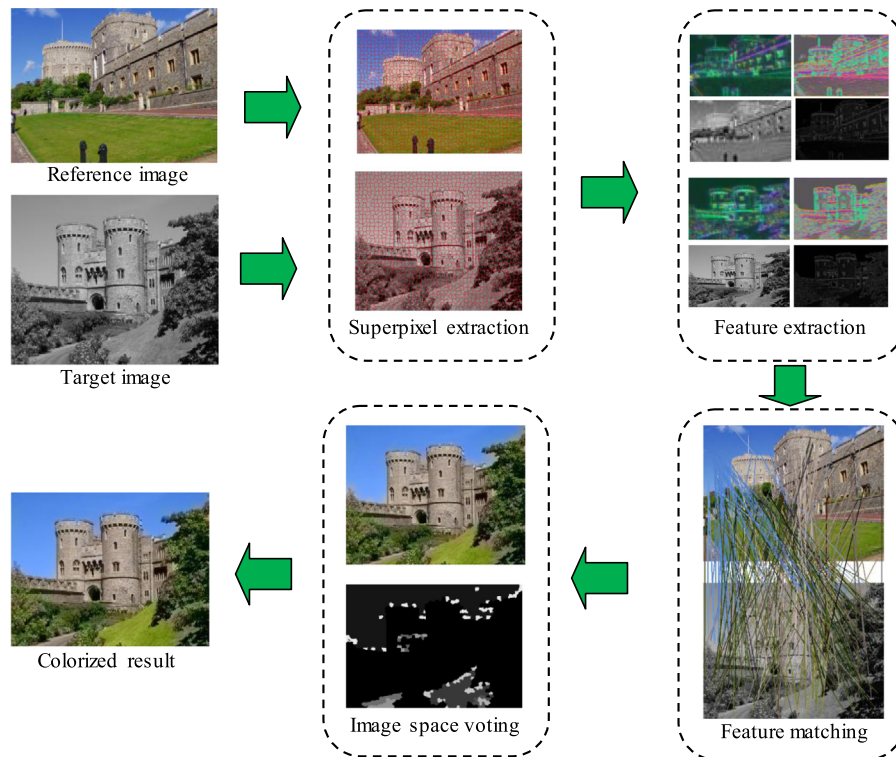 Reference image
Target image
Superpixel extraction
Feature extraction
Feature matching
Image space voting
Colorized result